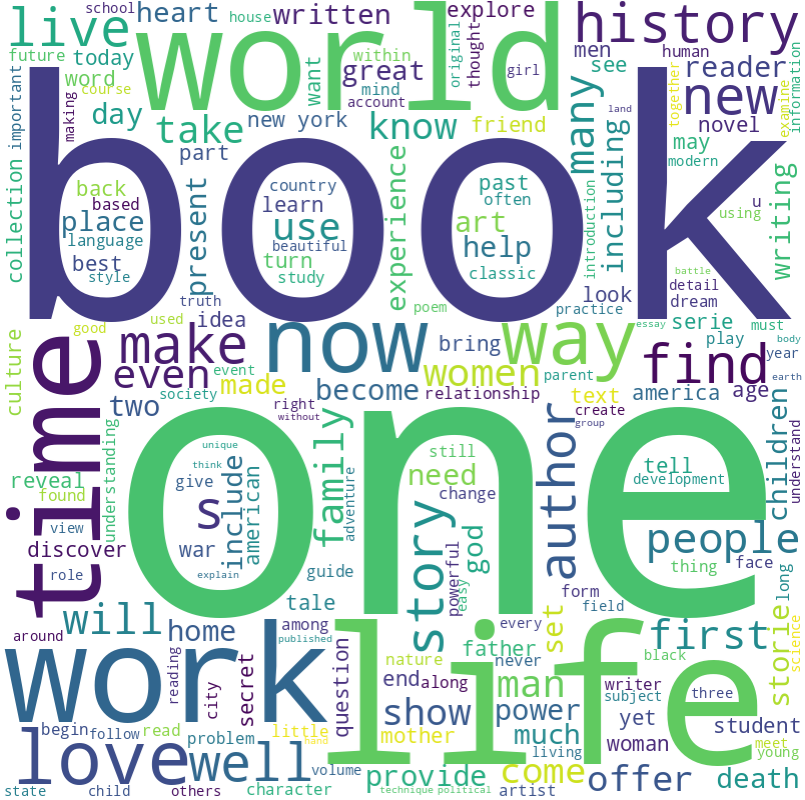 school
heart
written
explore
history
live
world
house
future
today
word
great
within
mind
account
want
original
thought
girl
men
human
see
reader
information
important
making
course
day
take
new york
know
friend
many
together
new
novel
examine
may
modern
land
book
part
collection
back
based
place
language
best
style
present
country
learn
use
beautiful
turn
study
experience
past
often
art
help
classic
introduction
including
u
using
writing
battle
detail
dream
look
practice
truth
poem
used
idea
good
culture
time
make
now
bring
way
essay
serie
play
must
body
year
earth
find
even
event
society
made
become
women
relationship
parent
text
america
age
create
group
two
right
without
one
family
adventure
author
children
understand
understanding
reveal
found
view
role
discover
unique
think
give
s
include
american
war
explain
still
need
change
story
god
powerful
easy
tell
development
people
thing
face
long
guide
tale
form
field
set
first
storie
science
around
will
home
among
published
every
father
never
nature
end
along
man
black
work
reading
city
secret
question
life
writer
subject
three
yet
student
show
power
much
woman
meet
young
love
begin
follow
read
problem
well
little
hand
mother
living
provide
come
offer
death
state
child
others
volume
character
technique
political
artist